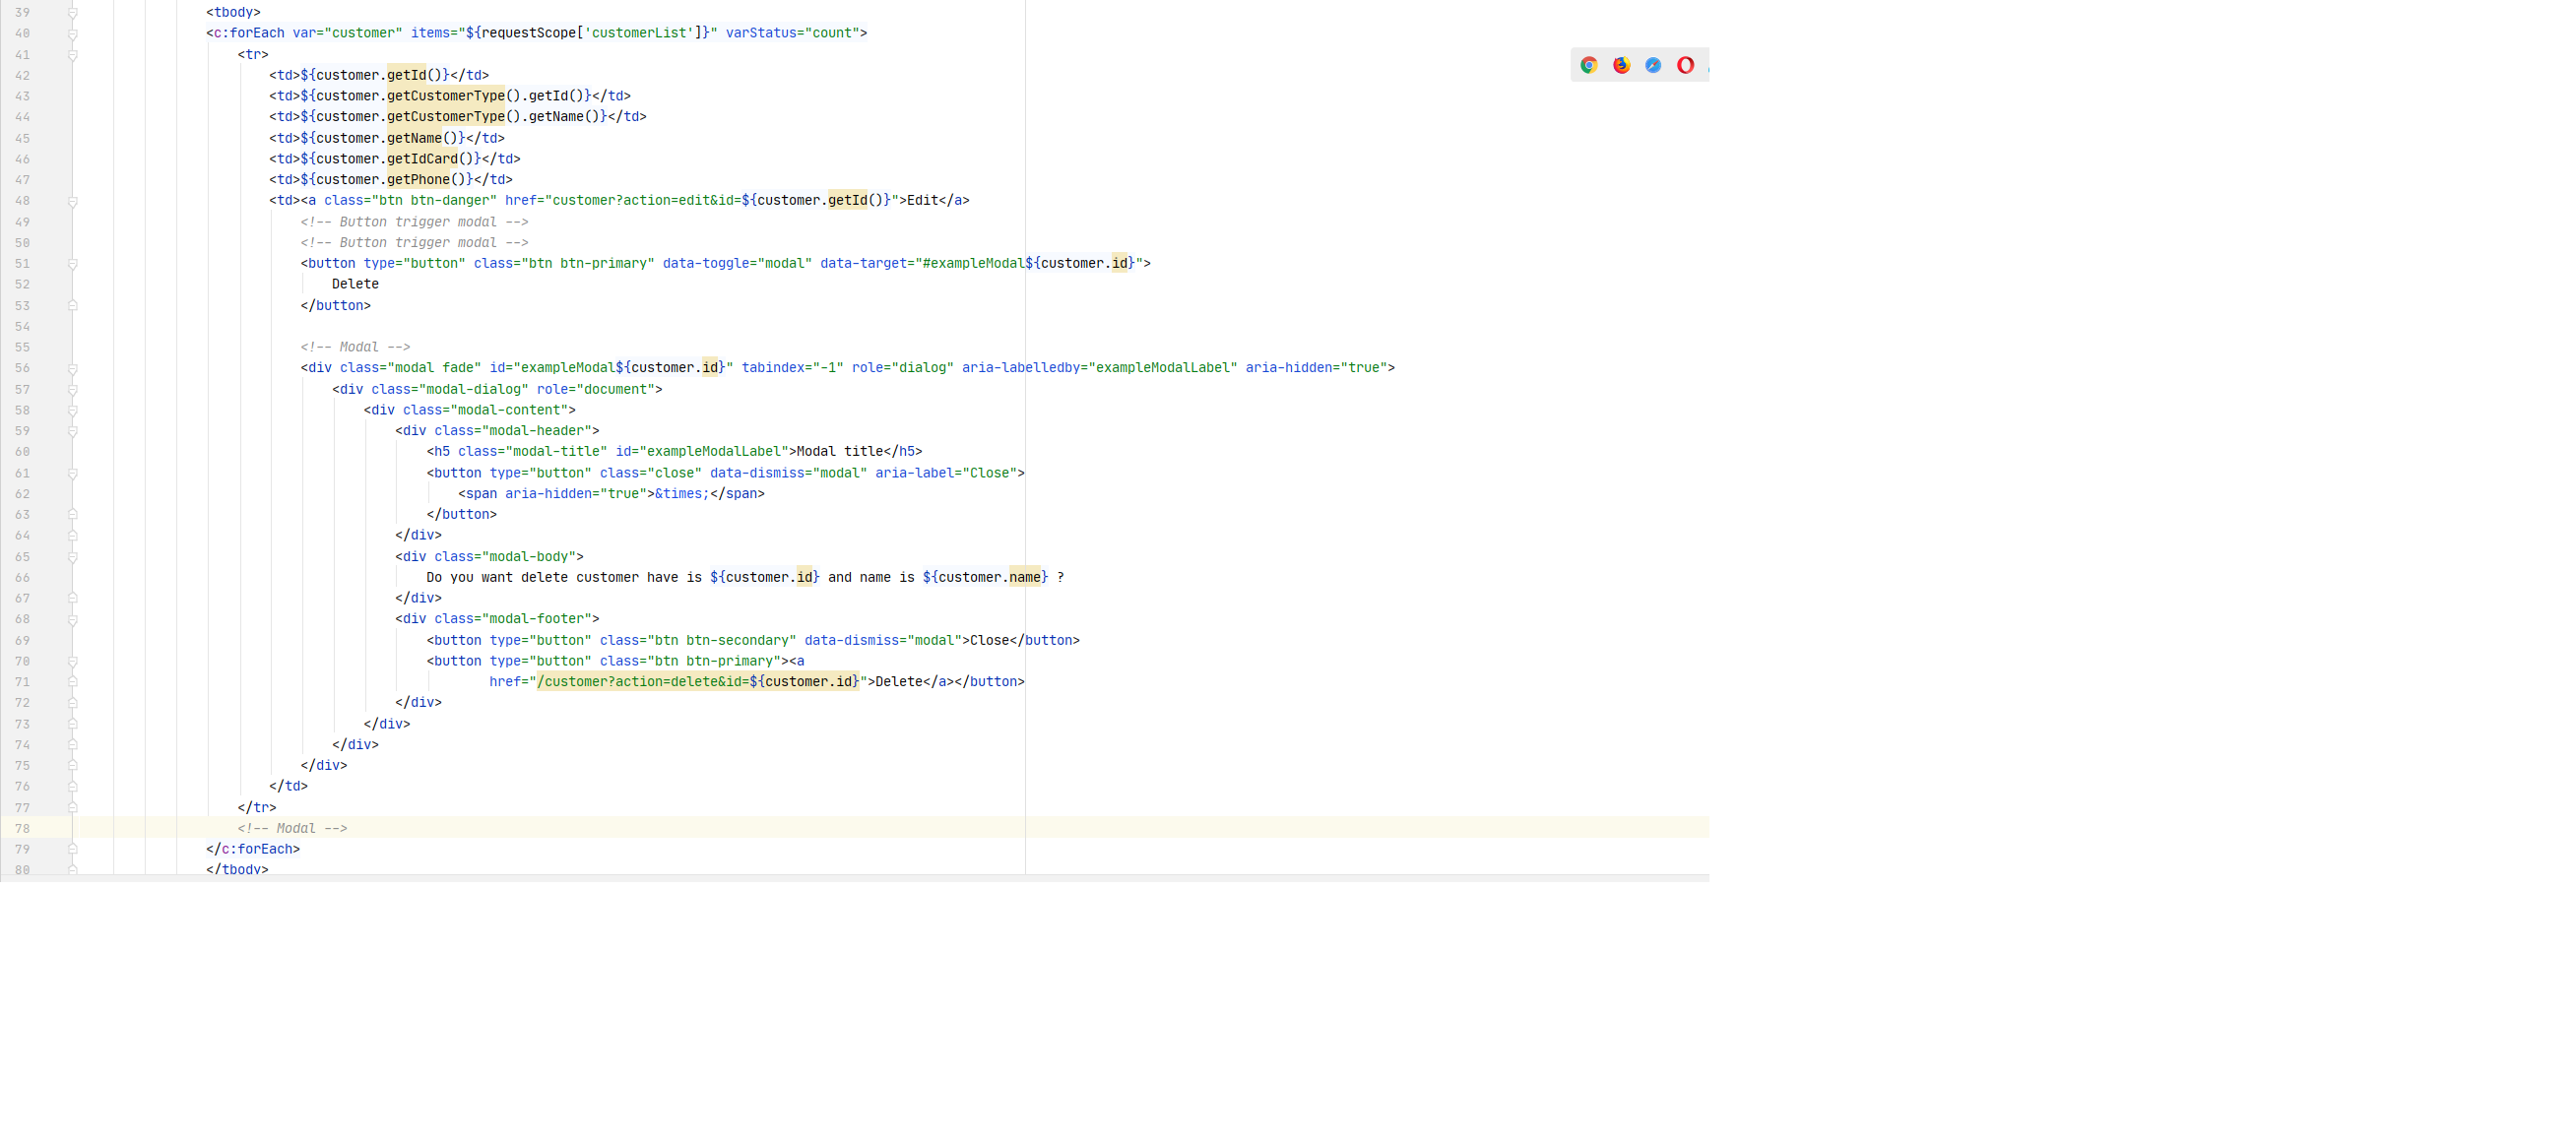 39 <tbody>
40 <c:forEach var="customer" items="${requestScope['customerList']}" varStatus="count">
41 <tr>
42 <td>${customer.getId()}</td>
43 <td>${customer.getCustomerType().getId()}</td>
44 <td>${customer.getCustomerType().getName()}</td>
45 <td>${customer.getName()}</td>
46 <td>${customer.getIdCard()}</td>
47 <td>${customer.getPhone()}</td>
48 <td><a class="btn btn-danger" href="customer?action=edit&id=${customer.getId()}">Edit</a>
49 <!-- Button trigger modal -->
50 <!-- Button trigger modal -->
51 <button type="button" class="btn btn-primary" data-toggle="modal" data-target="#exampleModal${customer.id}">
52 Delete
53 </button>
54
55 <!-- Modal -->
56 <div class="modal fade" id="exampleModal${customer.id}" tabindex="-1" role="dialog" aria-labelledby="exampleModalLabel" aria-hidden="true">
57 <div class="modal-dialog" role="document">
58 <div class="modal-content">
59 <div class="modal-header">
60 <h5 class="modal-title" id="exampleModalLabel">Modal title</h5>
61 <button type="button" class="close" data-dismiss="modal" aria-label="Close">
62 <span aria-hidden="true">&times;</span>
63 </button>
64 </div>
65 <div class="modal-body">
66 Do you want delete customer have is ${customer.id} and name is ${customer.name} ?
67 </div>
68 <div class="modal-footer">
69 <button type="button" class="btn btn-secondary" data-dismiss="modal">Close</button>
70 <button type="button" class="btn btn-primary"><a
71 href="/customer?action=delete&id=${customer.id}">Delete</a></button>
72 </div>
73 </div>
74 </div>
75 </div>
76 </td>
77 </tr>
78 <!-- Modal -->
79 </c:forEach>
80 </tbody>